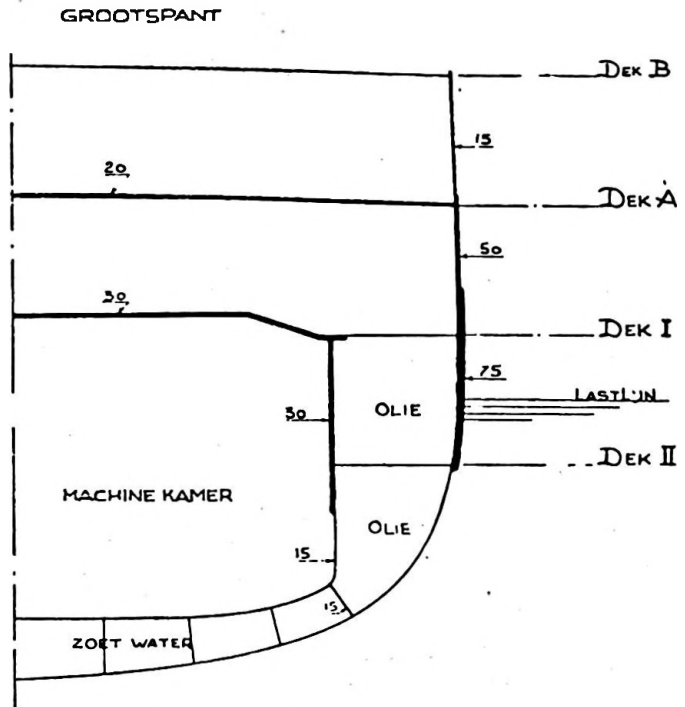 GROOTSPANT
DEK B
15
20
DEK A
50
30
DEK I
75
LASTLIJN
OLIE
30
DEK II
MACHINE KAMER
OLIE
15
15
ZOET WATER